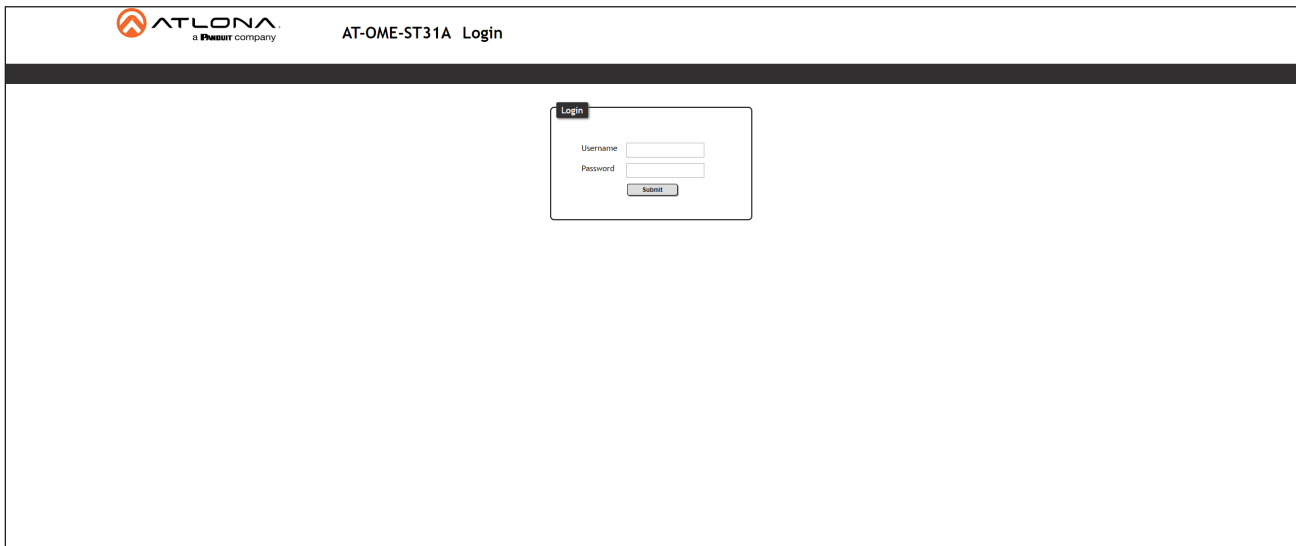 ATLONA
a PANDUIT company
AT-OME-ST31A Login
Login
Username
Password
Submit